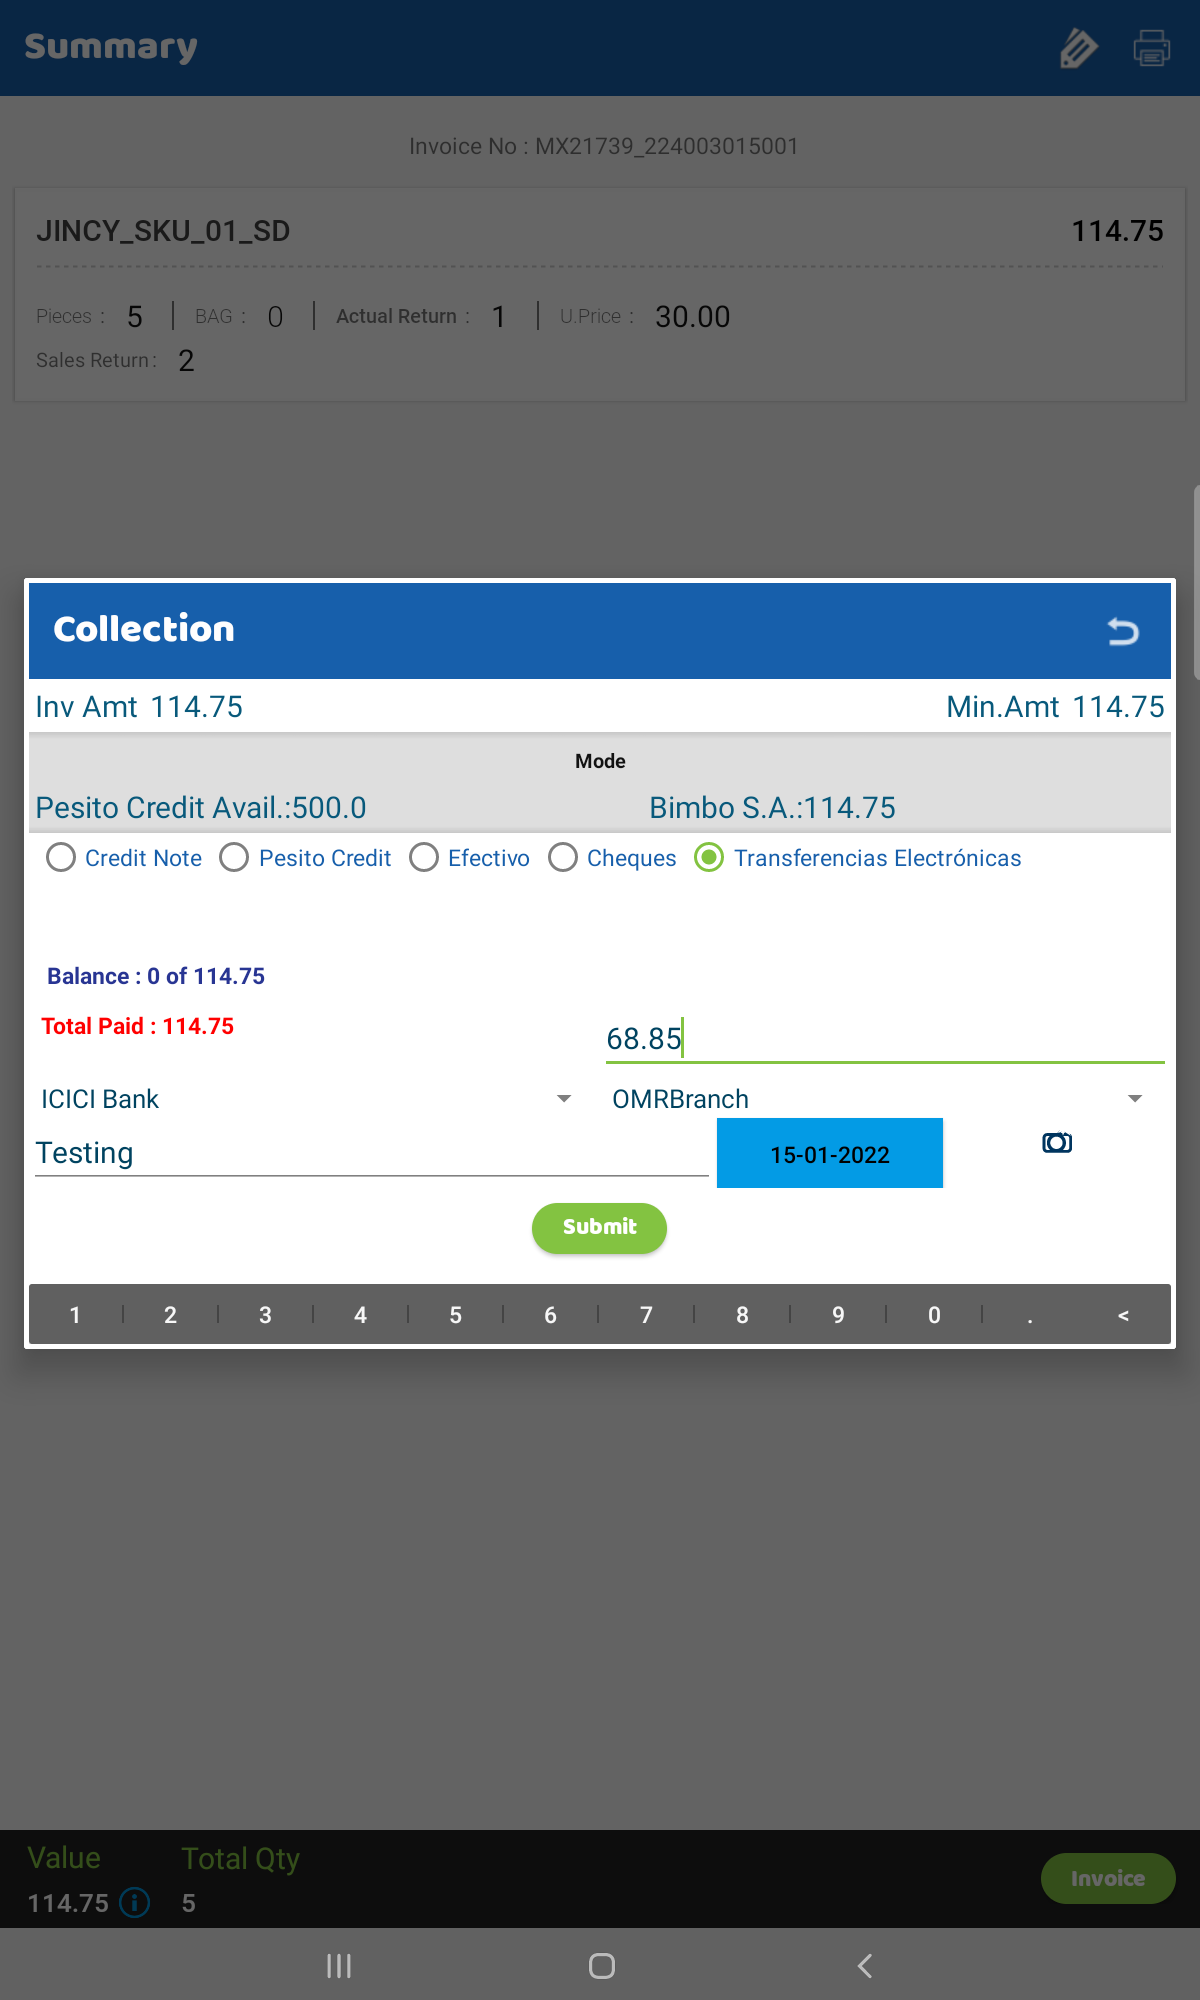 Summary
Invoice No : MX21739_224003015001
JINCY_SKU_01_SD 114.75
Pieces : 5 | BAG : 0 | Actual Return : 1 | U.Price : 30.00
Sales Return : 2
Collection
Inv Amt 114.75 Min.Amt 114.75
Mode
Pesito Credit Avail.:500.0 Bimbo S.A.:114.75
Credit Note Pesito Credit Efectivo Cheques Transferencias Electrónicas
Balance : 0 of 114.75
Total Paid : 114.75
68.85
ICICI Bank OMRBranch
Testing 15-01-2022
Submit
1 | 2 | 3 | 4 | 5 | 6 | 7 | 8 | 9 | 0 | . <
Value Total Qty
114.75 5
Invoice